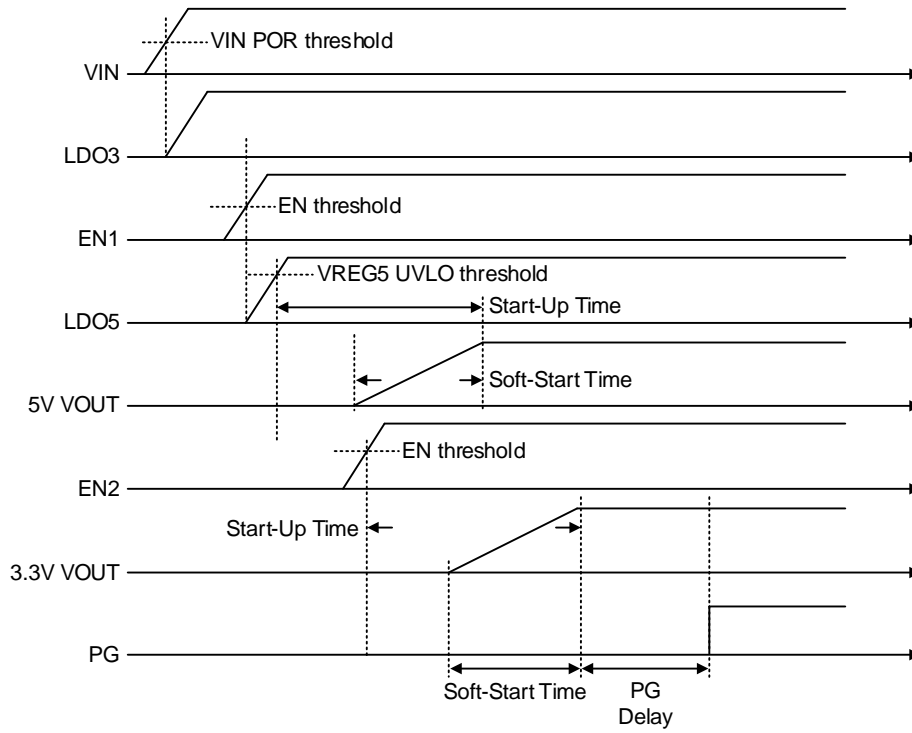 VIN POR threshold
VIN
LDO3
EN threshold
EN1
VREG5 UVLO threshold
Start-Up Time
LDO5
Soft-Start Time
5V VOUT
EN threshold
EN2
Start-Up Time
3.3V VOUT
PG
Soft-Start Time
PG
Delay